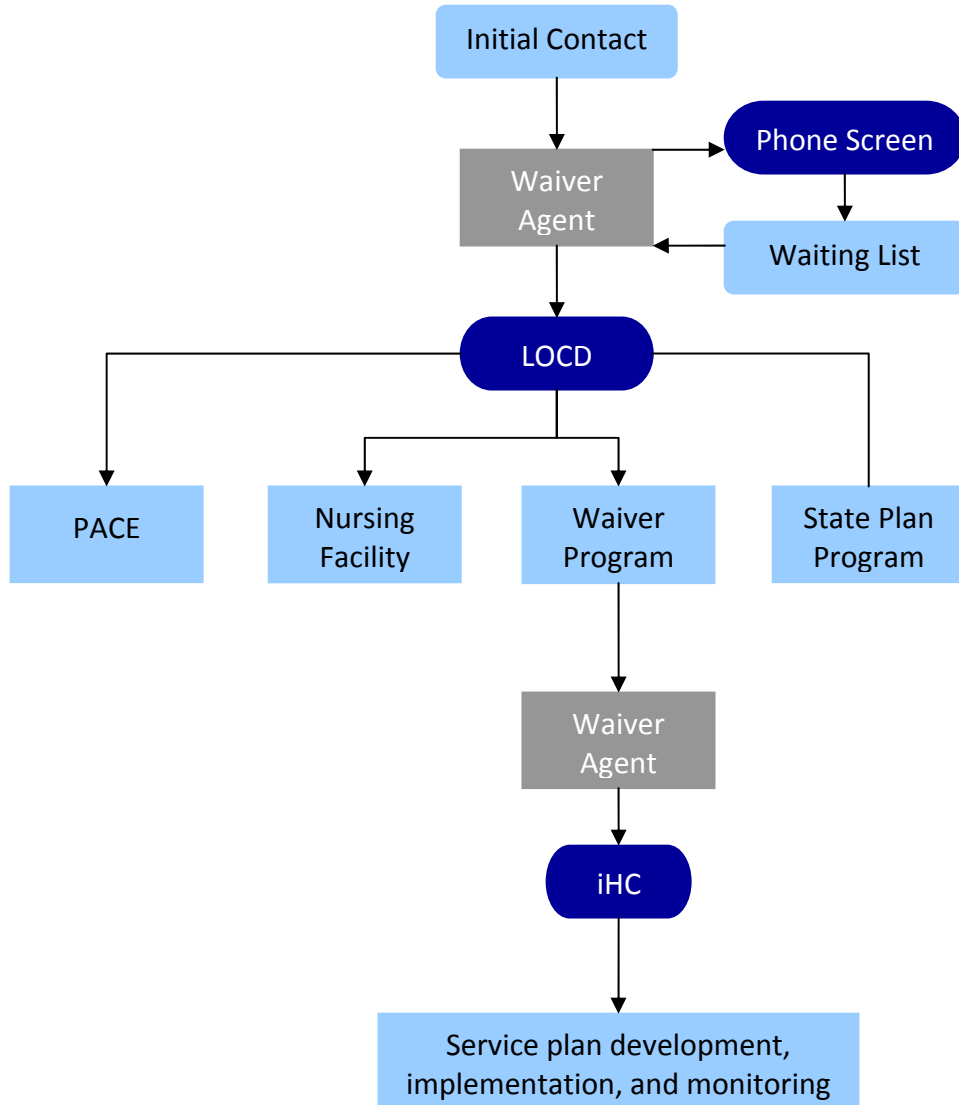 Initial Contact
Phone Screen
Waiver
Agent
Waiting List
LOCD
PACE
Nursing
Facility
Waiver
Program
State Plan
Program
Waiver
Agent
iHC
Service plan development,
implementation, and monitoring